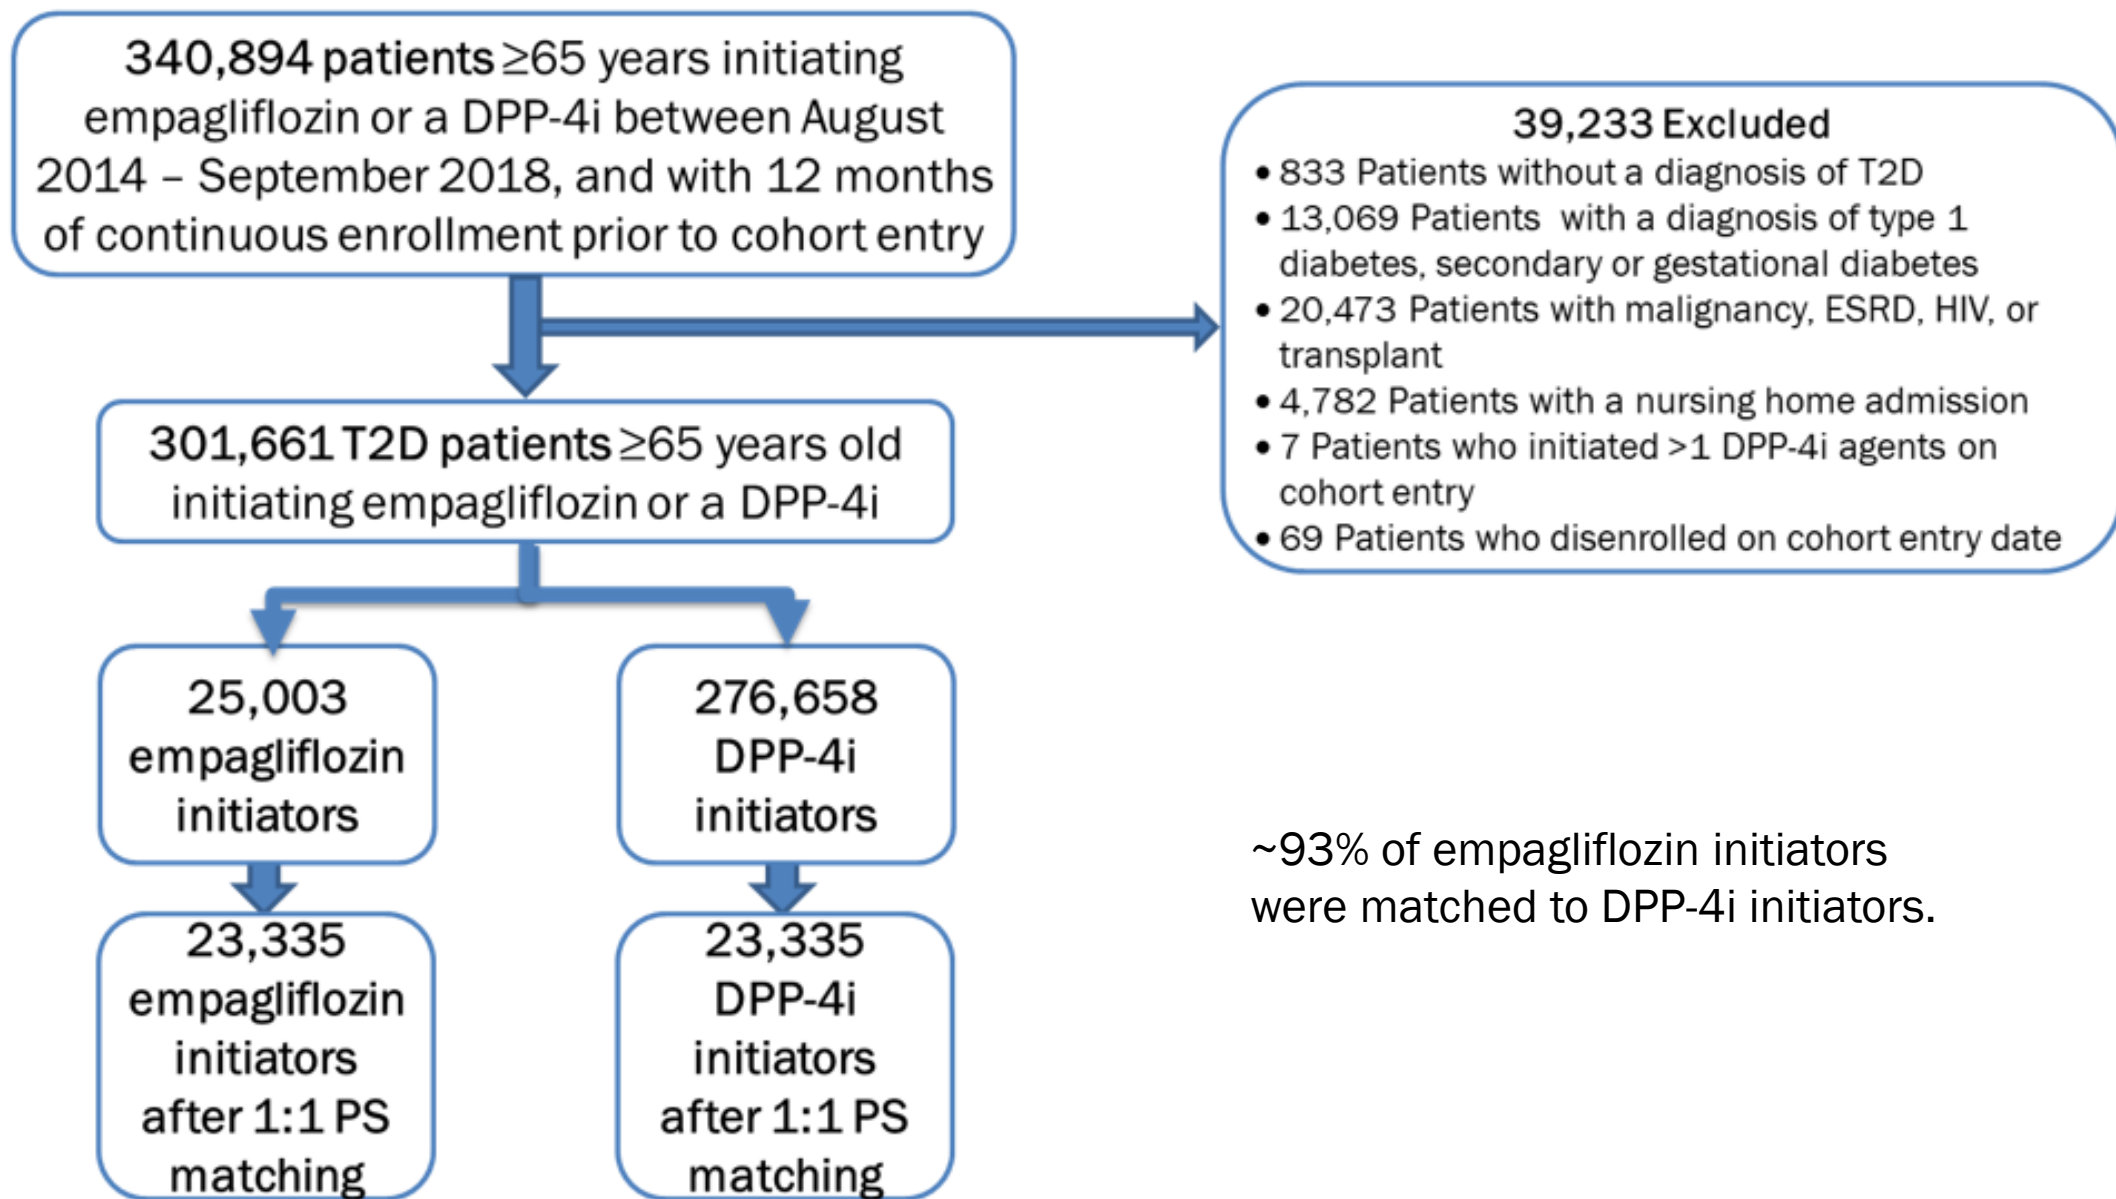 340,894 patients ≥65 years initiating
empagliflozin or a DPP-4i between August
2014 – September 2018, and with 12 months
of continuous enrollment prior to cohort entry
39,233 Excluded
• 833 Patients without a diagnosis of T2D
• 13,069 Patients with a diagnosis of type 1
diabetes, secondary or gestational diabetes
• 20,473 Patients with malignancy, ESRD, HIV, or
transplant
• 4,782 Patients with a nursing home admission
• 7 Patients who initiated >1 DPP-4i agents on
cohort entry
• 69 Patients who disenrolled on cohort entry date
301,661 T2D patients ≥65 years old
initiating empagliflozin or a DPP-4i
25,003
empagliflozin
initiators
276,658
DPP-4i
initiators
23,335
empagliflozin
initiators
after 1:1 PS
matching
23,335
DPP-4i
initiators
after 1:1 PS
matching
~93% of empagliflozin initiators
were matched to DPP-4i initiators.